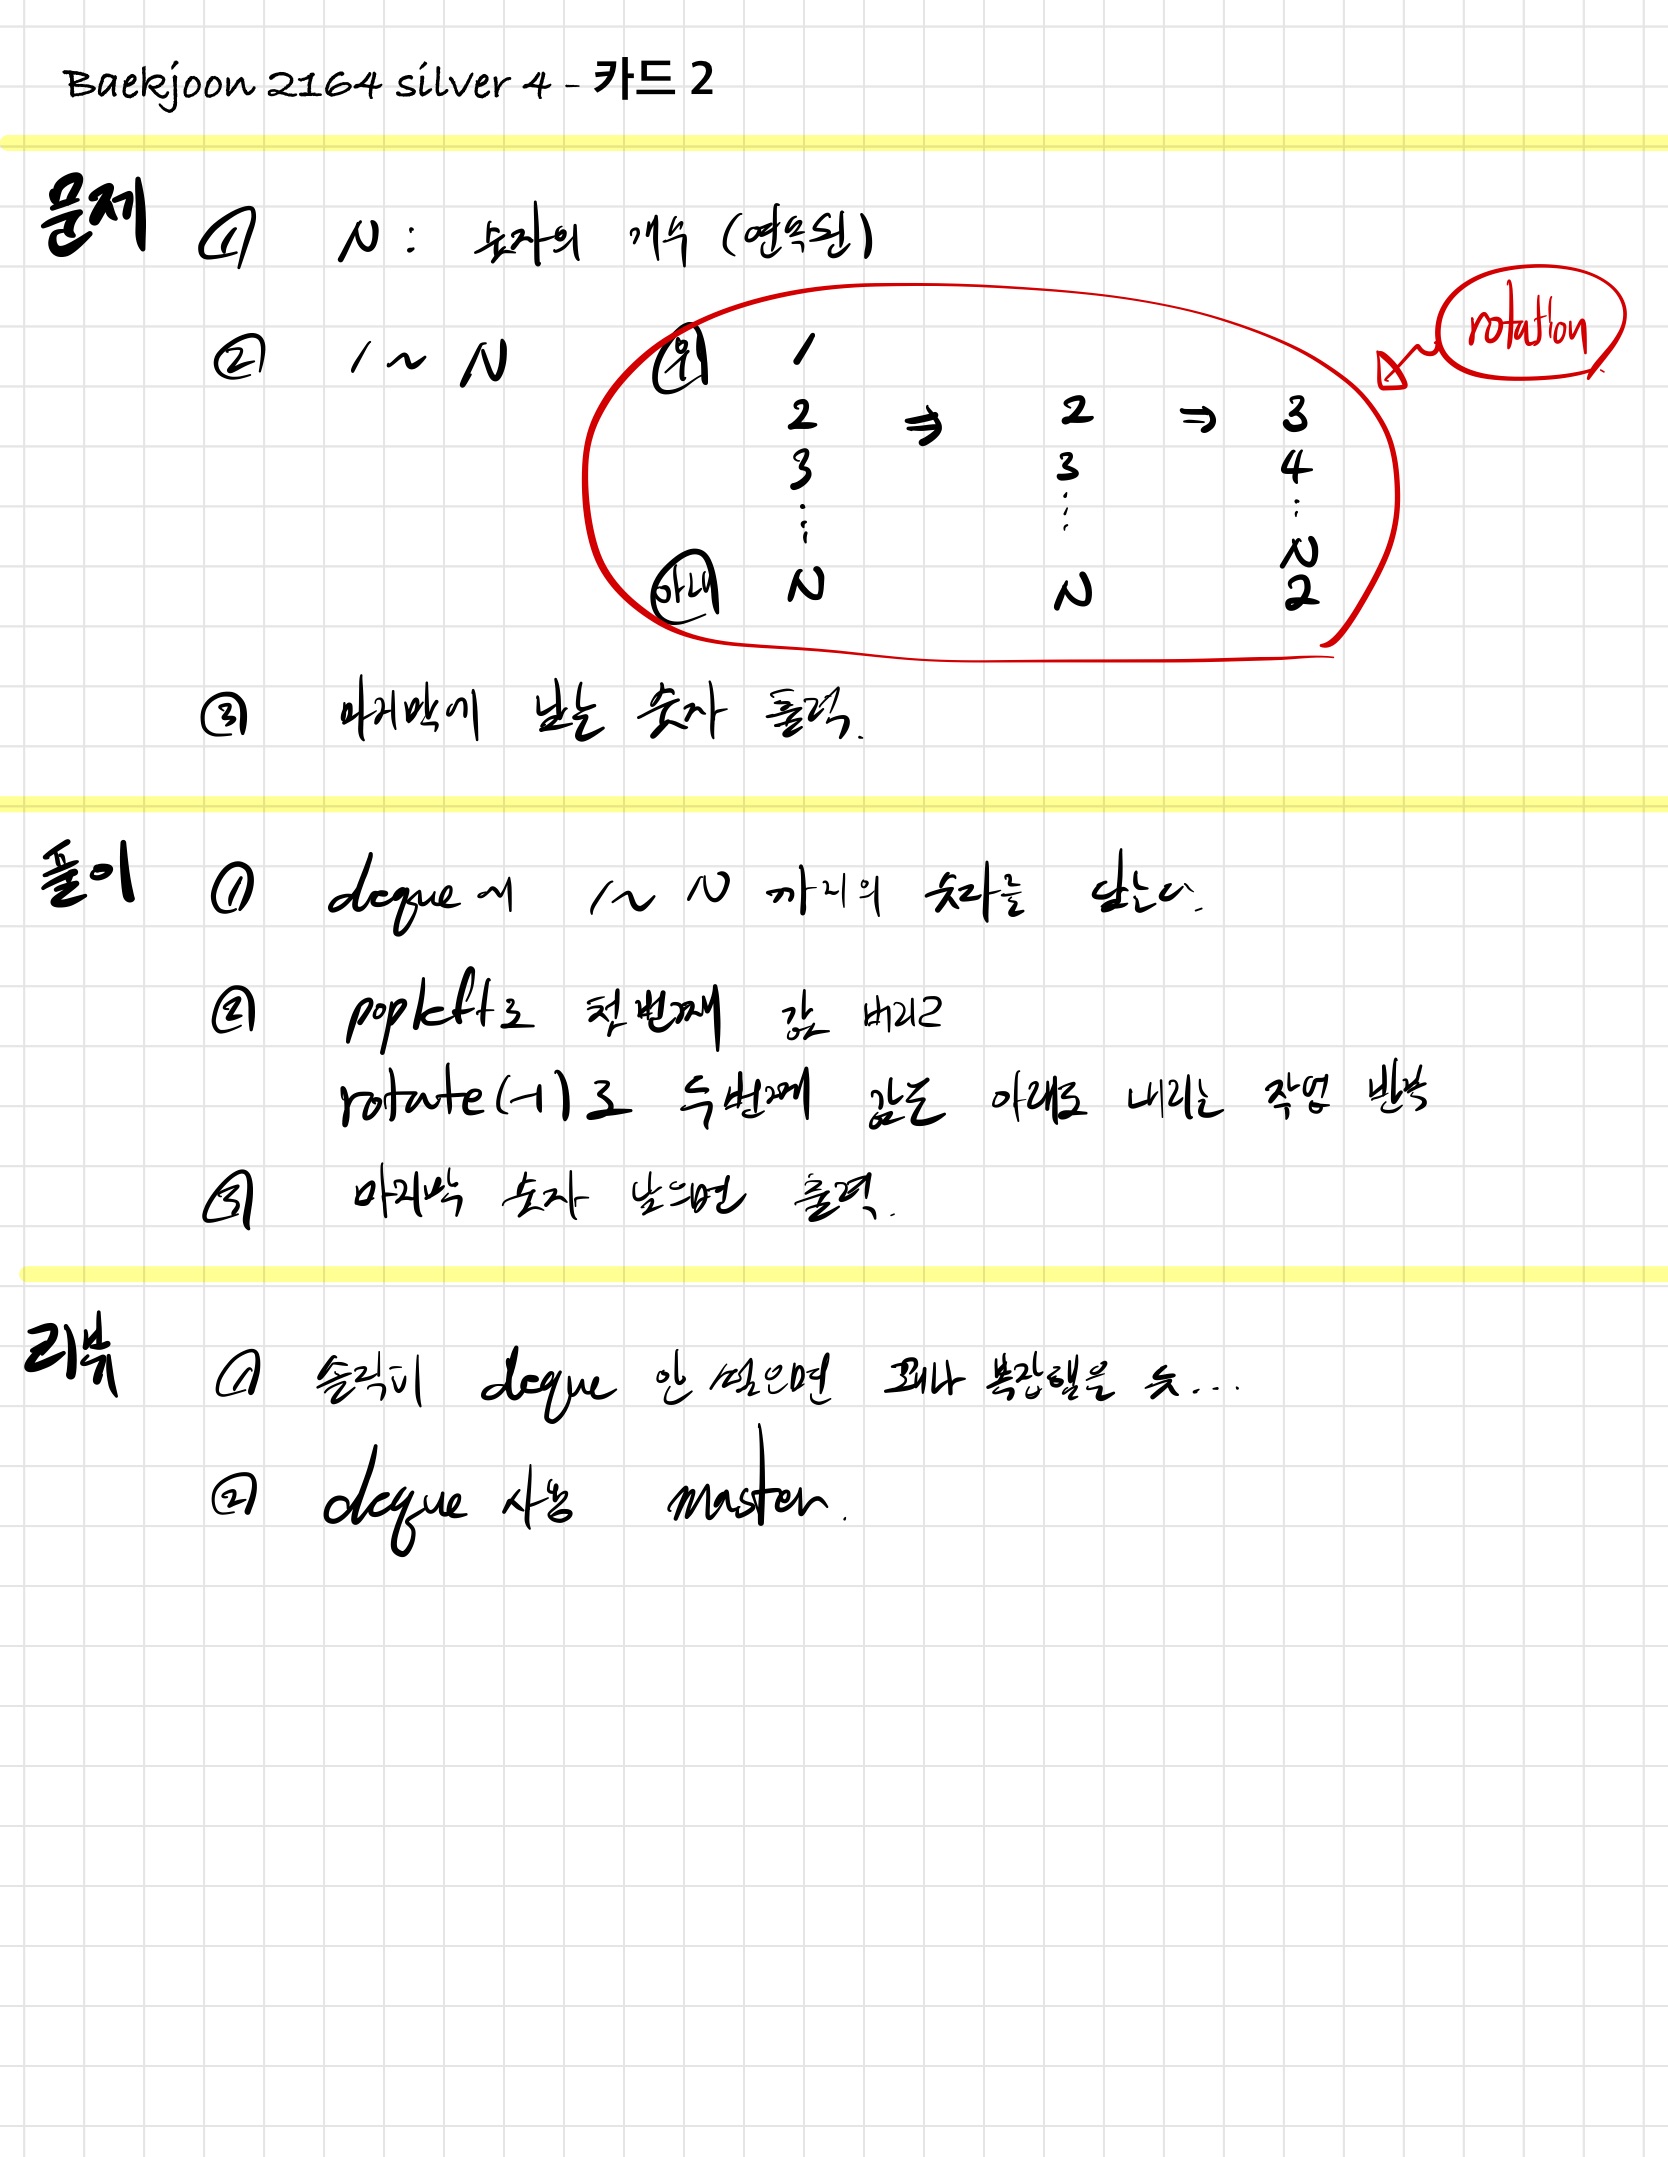 Baekjoon 2164 silver 4 - 카드 2
문제 ① N : 숫자의 개수 (연속된)
② 1 ~ N
rotation
위 1
2 ⇒ 2 ⇒ 3
3 3 4
⋮ ⋮ ⋮
N
아래 N N 2
③ 마지막에 남는 숫자 출력.
풀이 ① deque에 1 ~ N 까지의 숫자를 담는다.
② popleft로 첫 번째 값 버리고
rotate(-1)로 두번째 값은 아래로 내리는 작업 반복
③ 마지막 숫자 남으면 출력.
리뷰 ① 솔직히 deque 안 썼으면 꽤나 복잡했을 듯...
② deque 사용 master.